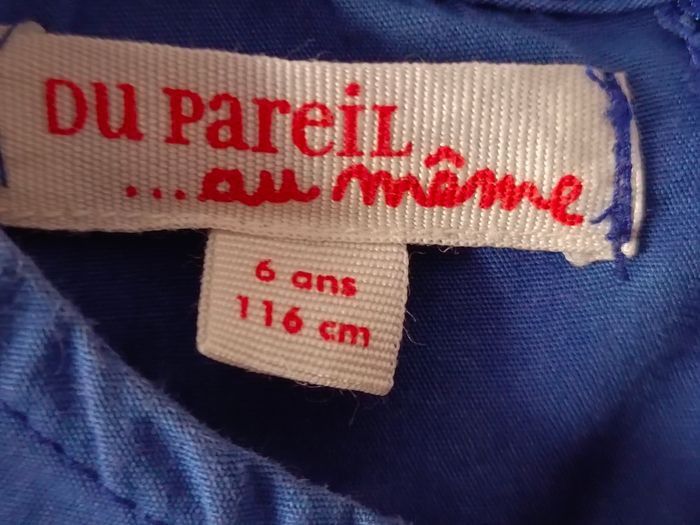 DU PareiL
...au même
6 ans
116 cm